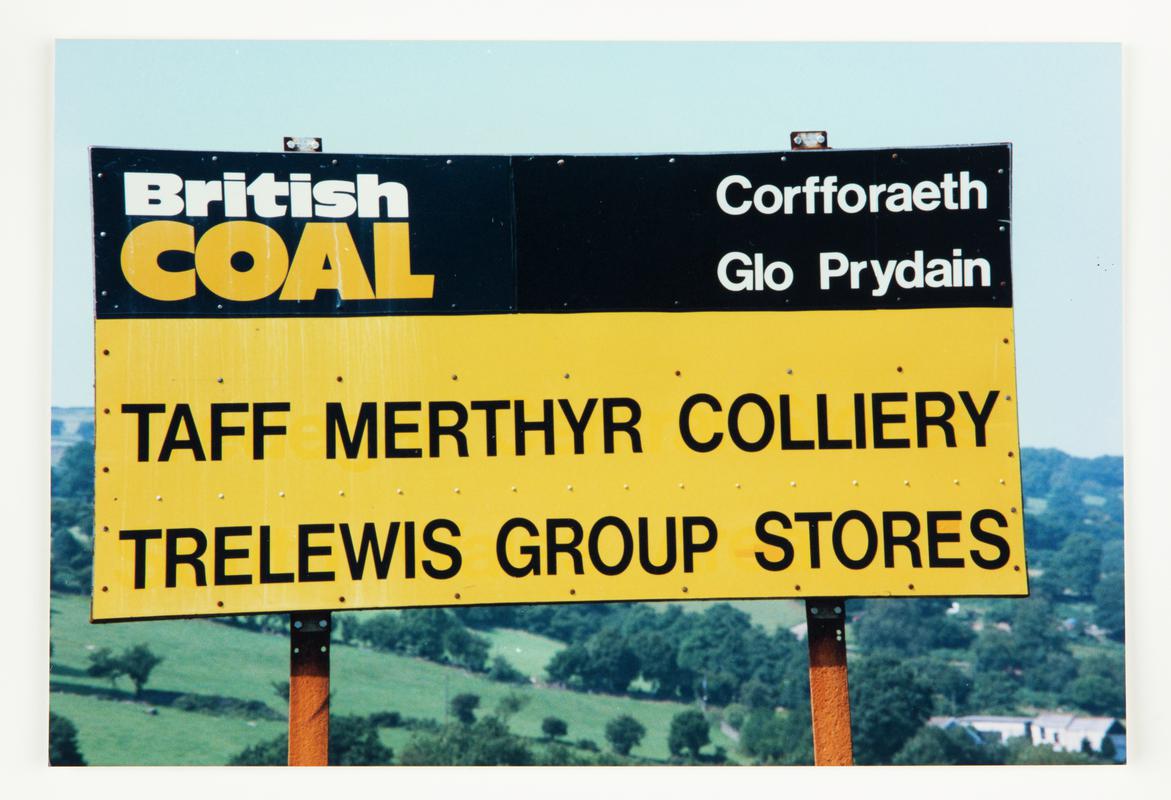 British
COAL
Corfforaeth
Glo Prydain
TAFF MERTHYR COLLIERY
TRELEWIS GROUP STORES